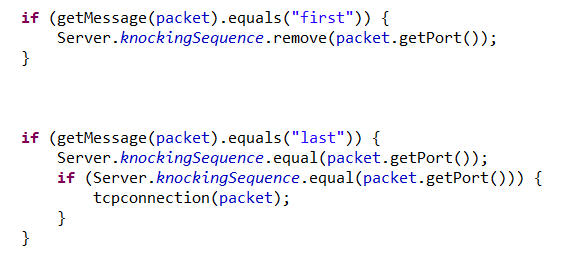 if (getMessage(packet).equals("first")) {
    Server.knockingSequence.remove(packet.getPort());
}
if (getMessage(packet).equals("last")) {
    Server.knockingSequence.equal(packet.getPort());
    if (Server.knockingSequence.equal(packet.getPort())) {
        tcpconnection(packet);
    }
}